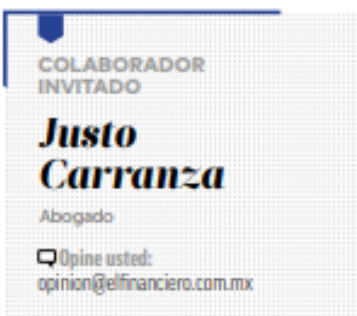 COLABORADOR
INVITADO
Justo
Carranza
Abogado
Opine usted:
opinion@elfinanciero.com.mx